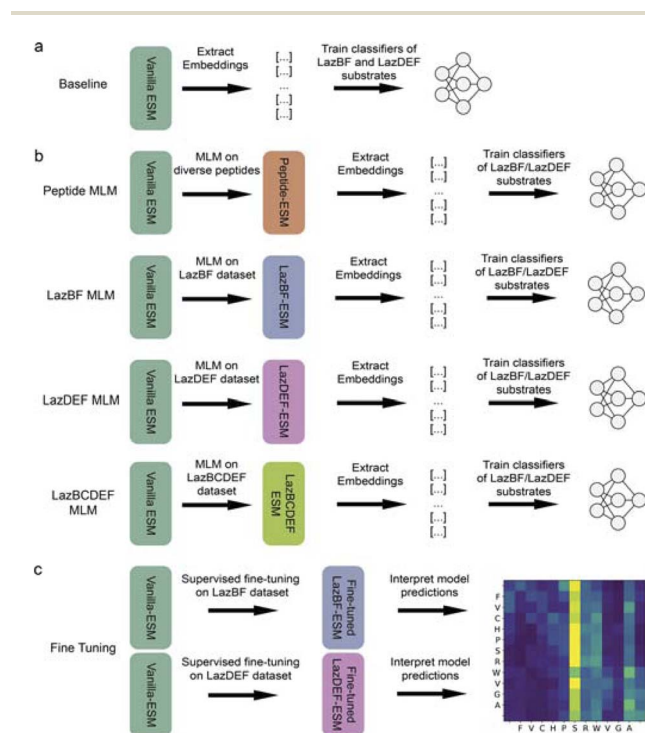 a
Baseline
Vanilla ESM
Extract
Embeddings
[...]
[...]
...
[...]
[...]
Train classifiers of
LazBF and LazDEF
substrates
b
Peptide MLM
Vanilla ESM
MLM on
diverse peptides
Peptide-ESM
Extract
Embeddings
[...]
[...]
...
[...]
[...]
Train classifiers
of LazBF/LazDEF
substrates
LazBF MLM
Vanilla ESM
MLM on
LazBF dataset
LazBF-ESM
Extract
Embeddings
[...]
[...]
...
[...]
[...]
Train classifiers
of LazBF/LazDEF
substrates
LazDEF MLM
Vanilla ESM
MLM on
LazDEF dataset
LazDEF-ESM
Extract
Embeddings
[...]
[...]
...
[...]
[...]
Train classifiers
of LazBF/LazDEF
substrates
LazBCDEF
MLM
Vanilla ESM
MLM on
LazBCDEF
dataset
LazBCDEF
ESM
Extract
Embeddings
[...]
[...]
...
[...]
[...]
Train classifiers
of LazBF/LazDEF
substrates
c
Fine Tuning
Vanilla-ESM
Supervised fine-tuning
on LazBF dataset
Fine-tuned
LazBF-ESM
Interpret model
predictions
Vanilla-ESM
Supervised fine-tuning
on LazDEF dataset
Fine-tuned
LazDEF-ESM
Interpret model
predictions
F
V
C
H
P
S
R
W
V
G
A
F V C H P S R W V G A